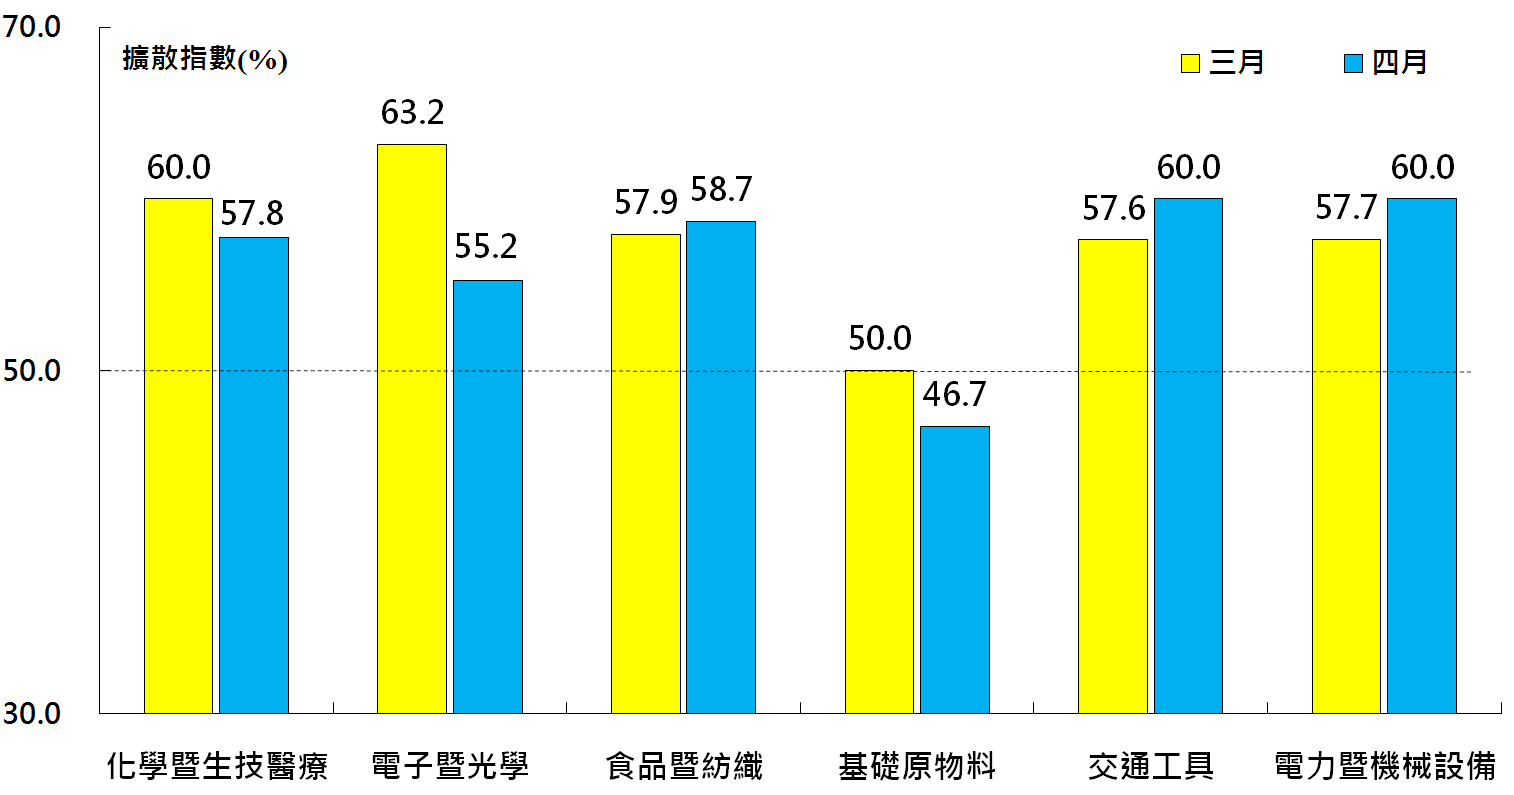 70.0
擴散指數(%)
三月
四月
63.2
60.0
57.8
55.2
57.9
58.7
57.6
60.0
57.7
60.0
50.0
50.0
46.7
30.0
化學暨生技醫療
電子暨光學
食品暨紡織
基礎原物料
交通工具
電力暨機械設備